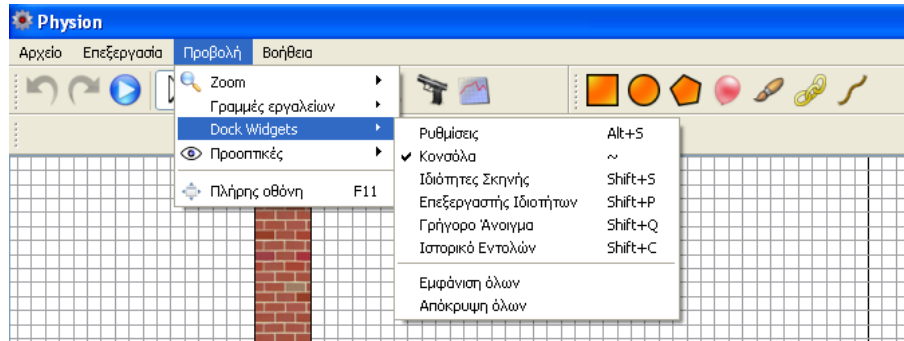 Physion
Αρχείο Επεξεργασία Προβολή Βοήθεια
Zoom
Γραμμές εργαλείων
Dock Widgets
Προοπτικές
Πλήρης οθόνη F11
Ρυθμίσεις Alt+S
Κονσόλα ~
Ιδιότητες Σκηνής Shift+S
Επεξεργαστής Ιδιοτήτων Shift+P
Γρήγορο Άνοιγμα Shift+Q
Ιστορικό Εντολών Shift+C
Εμφάνιση όλων
Απόκρυψη όλων